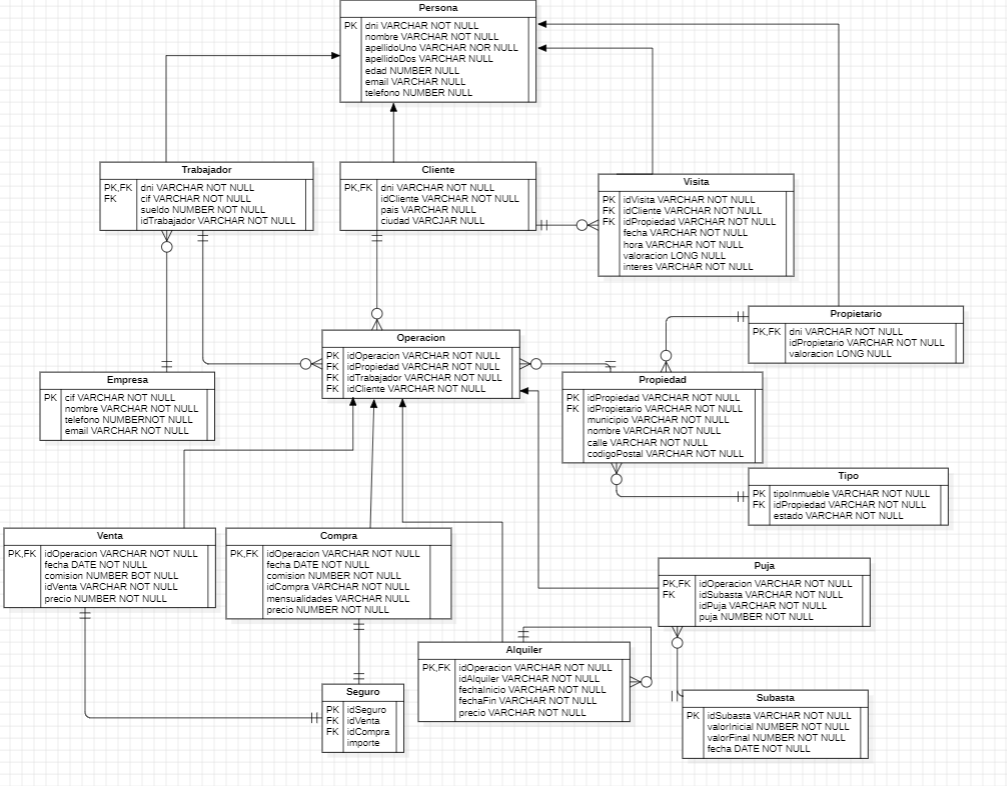 Persona
PK dni VARCHAR NOT NULL
nombre VARCHAR NOT NULL
apellidoUno VARCHAR NOR NULL
apellidoDos VARCHAR NULL
edad NUMBER NULL
email VARCHAR NULL
telefono NUMBER NULL
Trabajador
PK,FK dni VARCHAR NOT NULL
FK cif VARCHAR NOT NULL
sueldo NUMBER NOT NULL
idTrabajador VARCHAR NOT NULL
Cliente
PK,FK dni VARCHAR NOT NULL
idCliente VARCHAR NOT NULL
pais VARCHAR NULL
ciudad VARCJAR NULL
Visita
PK idVisita VARCHAR NOT NULL
FK idCliente VARCHAR NOT NULL
FK idPropiedad VARCHAR NOT NULL
fecha VARCHAR NOT NULL
hora VARCHAR NOT NULL
valoracion LONG NULL
interes VARCHAR NOT NULL
Propietario
PK,FK dni VARCHAR NOT NULL
idPropietario VARCHAR NOT NULL
valoracion LONG NULL
Operacion
PK idOperacion VARCHAR NOT NULL
FK idPropiedad VARCHAR NOT NULL
FK idTrabajador VARCHAR NOT NULL
FK idCliente VARCHAR NOT NULL
Empresa
PK cif VARCHAR NOT NULL
nombre VARCHAR NOT NULL
telefono NUMBERNOT NULL
email VARCHAR NOT NULL
Propiedad
PK idPropiedad VARCHAR NOT NULL
FK idPropietario VARCHAR NOT NULL
municipio VARCHAR NOT NULL
nombre VARCHAR NOT NULL
calle VARCHAR NOT NULL
codigoPostal VARCHAR NOT NULL
Tipo
PK tipoInmueble VARCHAR NOT NULL
FK idPropiedad VARCHAR NOT NULL
estado VARCHAR NOT NULL
Venta
PK,FK idOperacion VARCHAR NOT NULL
fecha DATE NOT NULL
comision NUMBER BOT NULL
idVenta VARCHAR NOT NULL
precio NUMBER NOT NULL
Compra
PK,FK idOperacion VARCHAR NOT NULL
fecha DATE NOT NULL
comision NUMBER NOT NULL
idCompra VARCHAR NOT NULL
mensualidades VARCHAR NULL
precio NUMBER NOT NULL
Puja
PK,FK idOperacion VARCHAR NOT NULL
FK idSubasta VARCHAR NOT NULL
idPuja VARCHAR NOT NULL
puja NUMBER NOT NULL
Alquiler
PK,FK idOperacion VARCHAR NOT NULL
idAlquiler VARCHAR NOT NULL
fechaInicio VARCHAR NOT NULL
fechaFin VARCHAR NOT NULL
precio VARCHAR NOT NULL
Seguro
PK idSeguro
FK idVenta
FK idCompra
importe
Subasta
PK idSubasta VARCHAR NOT NULL
valorInicial NUMBER NOT NULL
valorFinal NUMBER NOT NULL
fecha DATE NOT NULL